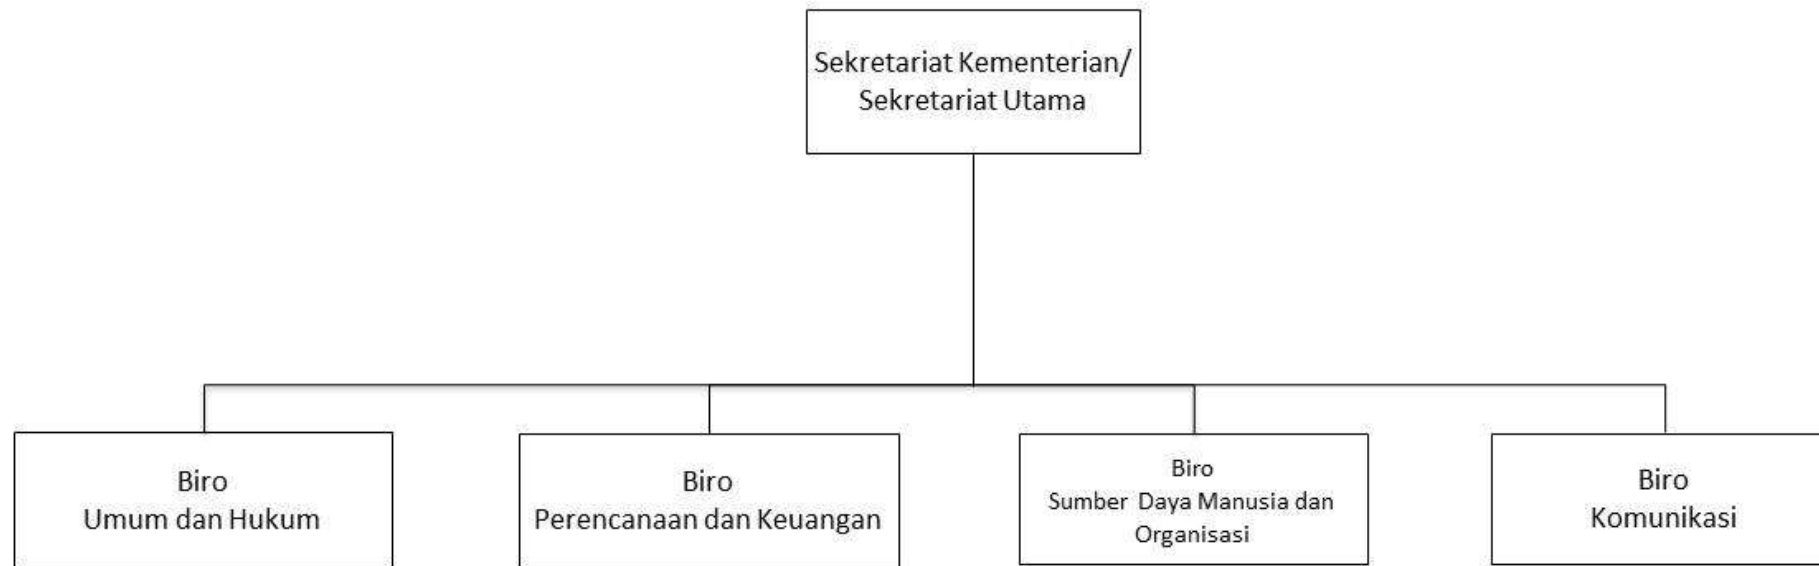 Sekretariat Kementerian/
Sekretariat Utama
Biro
Umum dan Hukum
Biro
Perencanaan dan Keuangan
Biro
Sumber Daya Manusia dan
Organisasi
Biro
Komunikasi